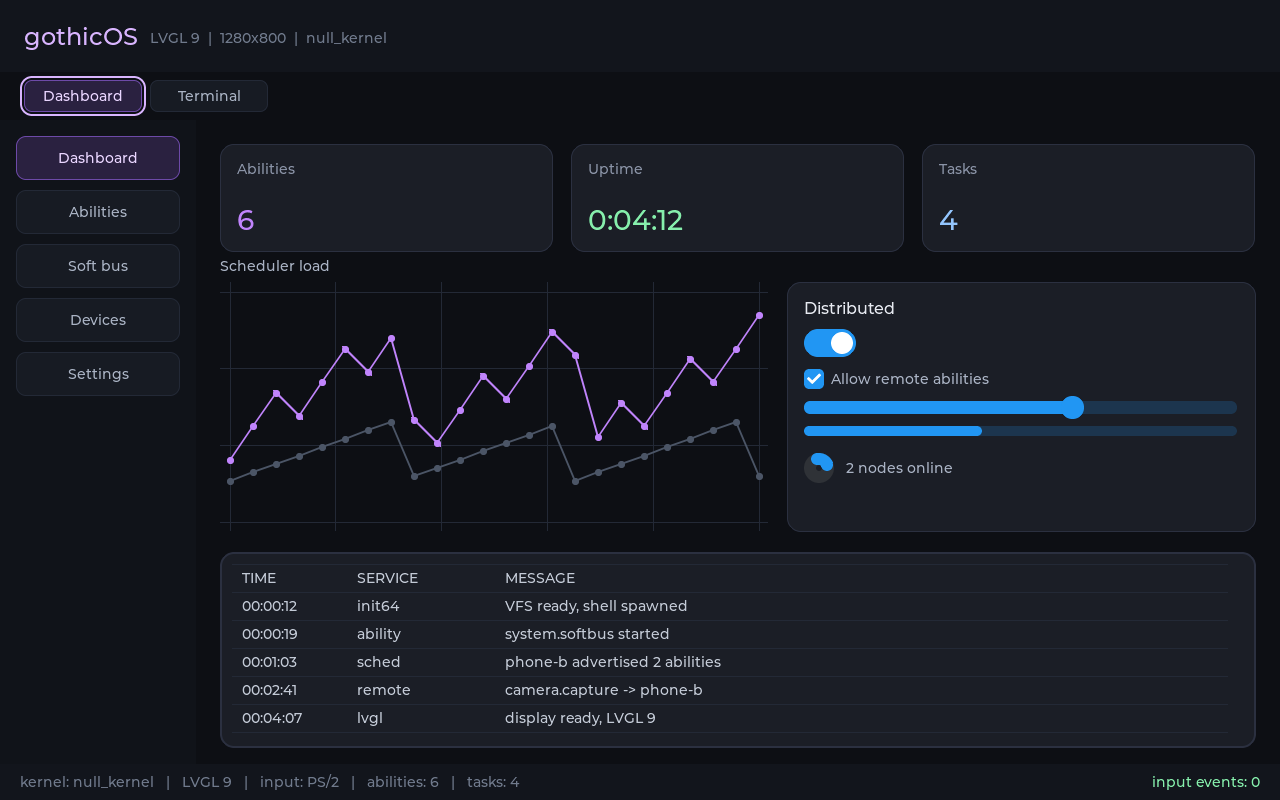 gothicOS LVGL 9 | 1280x800 | null_kernel
Dashboard Terminal
Dashboard
Abilities
Soft bus
Devices
Settings
Abilities
6
Uptime
0:04:12
Tasks
4
Scheduler load
Distributed
Allow remote abilities
2 nodes online
TIME SERVICE MESSAGE
00:00:12 init64 VFS ready, shell spawned
00:00:19 ability system.softbus started
00:01:03 sched phone-b advertised 2 abilities
00:02:41 remote camera.capture -> phone-b
00:04:07 lvgl display ready, LVGL 9
kernel: null_kernel | LVGL 9 | input: PS/2 | abilities: 6 | tasks: 4 input events: 0